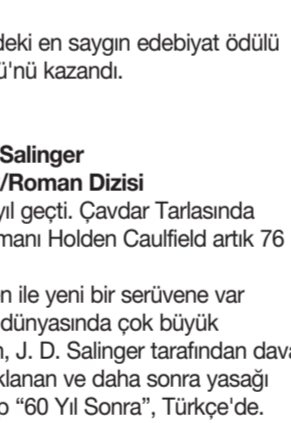 deki en saygın edebiyat ödülü
ü'nü kazandı.
Salinger
/Roman Dizisi
yıl geçti. Çavdar Tarlasında
manı Holden Caulfield artık 76
n ile yeni bir serüvene var
dünyasında çok büyük
n, J. D. Salinger tarafından dava
klanan ve daha sonra yasağı
p “60 Yıl Sonra”, Türkçe'de.